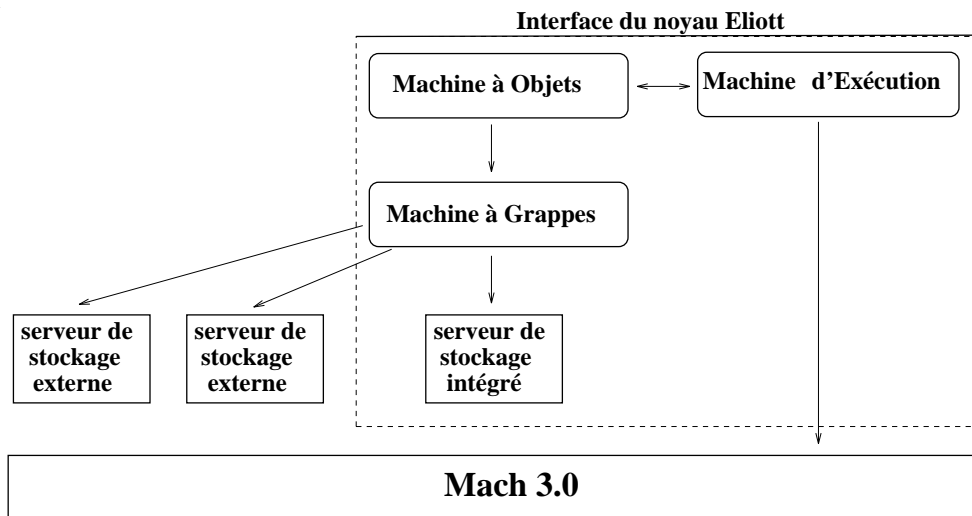 Interface du noyau Eliott
Machine à Objets
Machine d'Exécution
Machine à Grappes
serveur de
stockage
externe
serveur de
stockage
externe
serveur de
stockage
intégré
Mach 3.0